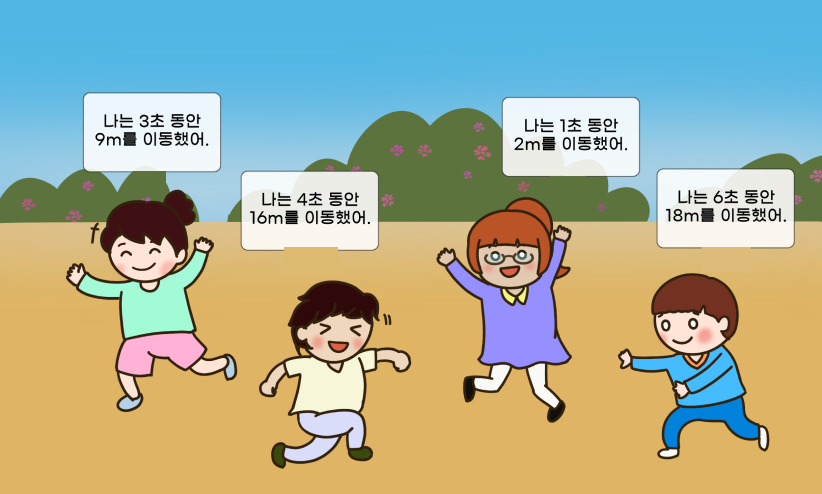 나는 3초 동안
9m를 이동했어.
나는 4초 동안
16m를 이동했어.
나는 1초 동안
2m를 이동했어.
나는 6초 동안
18m를 이동했어.